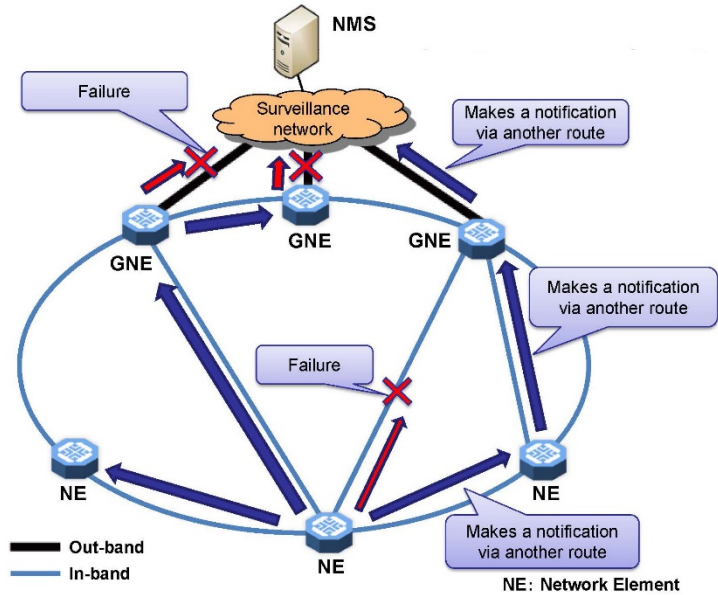 NMS
Failure
Surveillance
network
Makes a notification
via another route
GNE
GNE
GNE
Makes a notification
via another route
Failure
NE
NE
NE
Makes a notification
via another route
Out-band
In-band
NE: Network Element